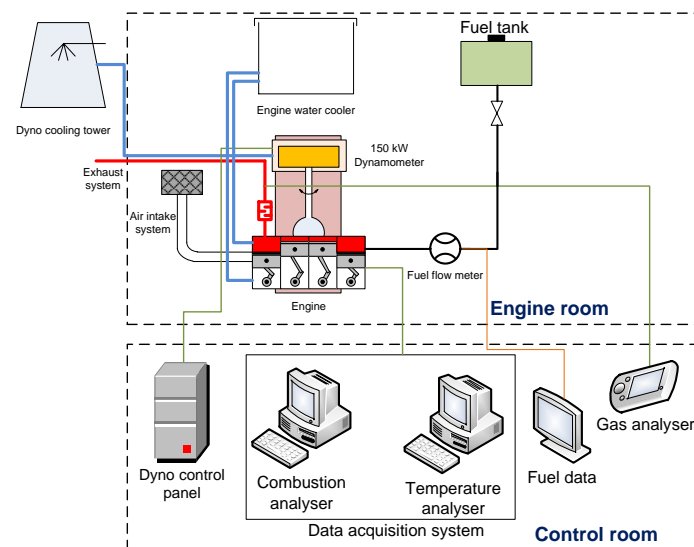 Fuel tank
Engine water cooler
Dyno cooling tower
150 kW
Dynamometer
Exhaust
system
Air intake
system
Fuel flow meter
Engine
Engine room
Gas analyser
Dyno control
panel
Combustion
analyser
Temperature
analyser
Fuel data
Data acquisition system
Control room